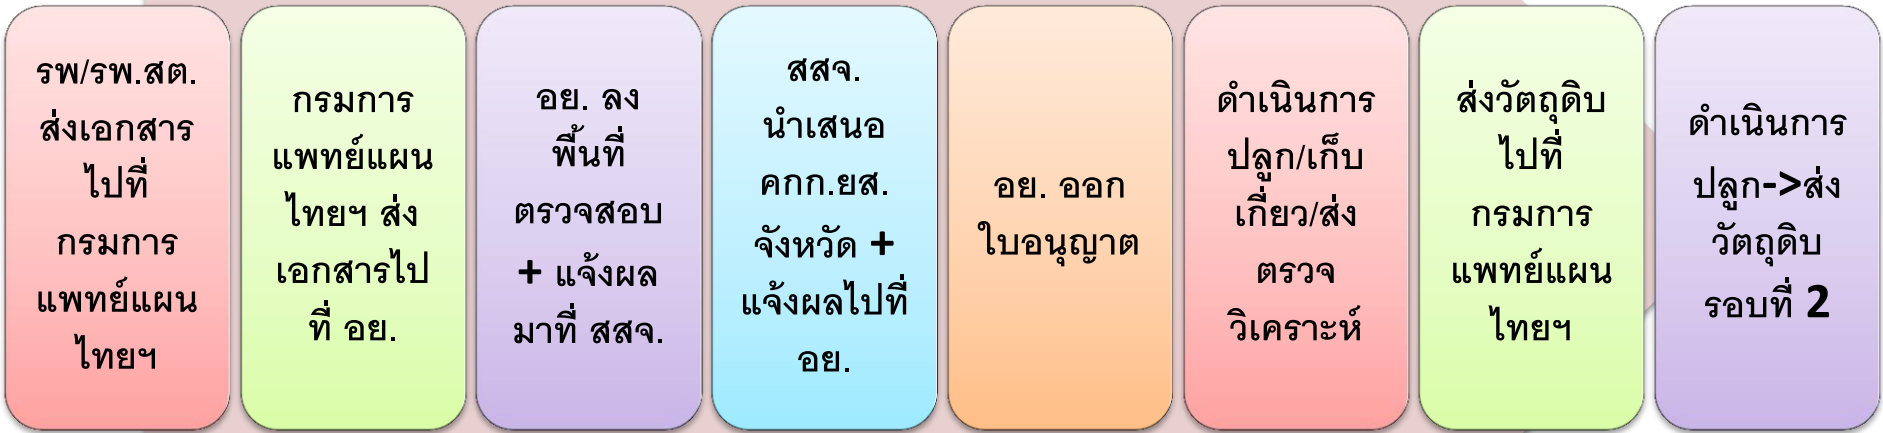 รพ/รพ.สต.
ส่งเอกสาร
ไปที่
กรมการ
แพทย์แผน
ไทยฯ
กรมการ
แพทย์แผน
ไทยฯ ส่ง
เอกสารไป
ที่ อย.
อย. ลง
พื้นที่
ตรวจสอบ
+ แจ้งผล
มาที่ สสจ.
สสจ.
นำเสนอ
คกก.ยส.
จังหวัด +
แจ้งผลไปที่
อย.
อย. ออก
ใบอนุญาต
ดำเนินการ
ปลูก/เก็บ
เกี่ยว/ส่ง
ตรวจ
วิเคราะห์
ส่งวัตถุดิบ
ไปที่
กรมการ
แพทย์แผน
ไทยฯ
ดำเนินการ
ปลูก->ส่ง
วัตถุดิบ
รอบที่ 2